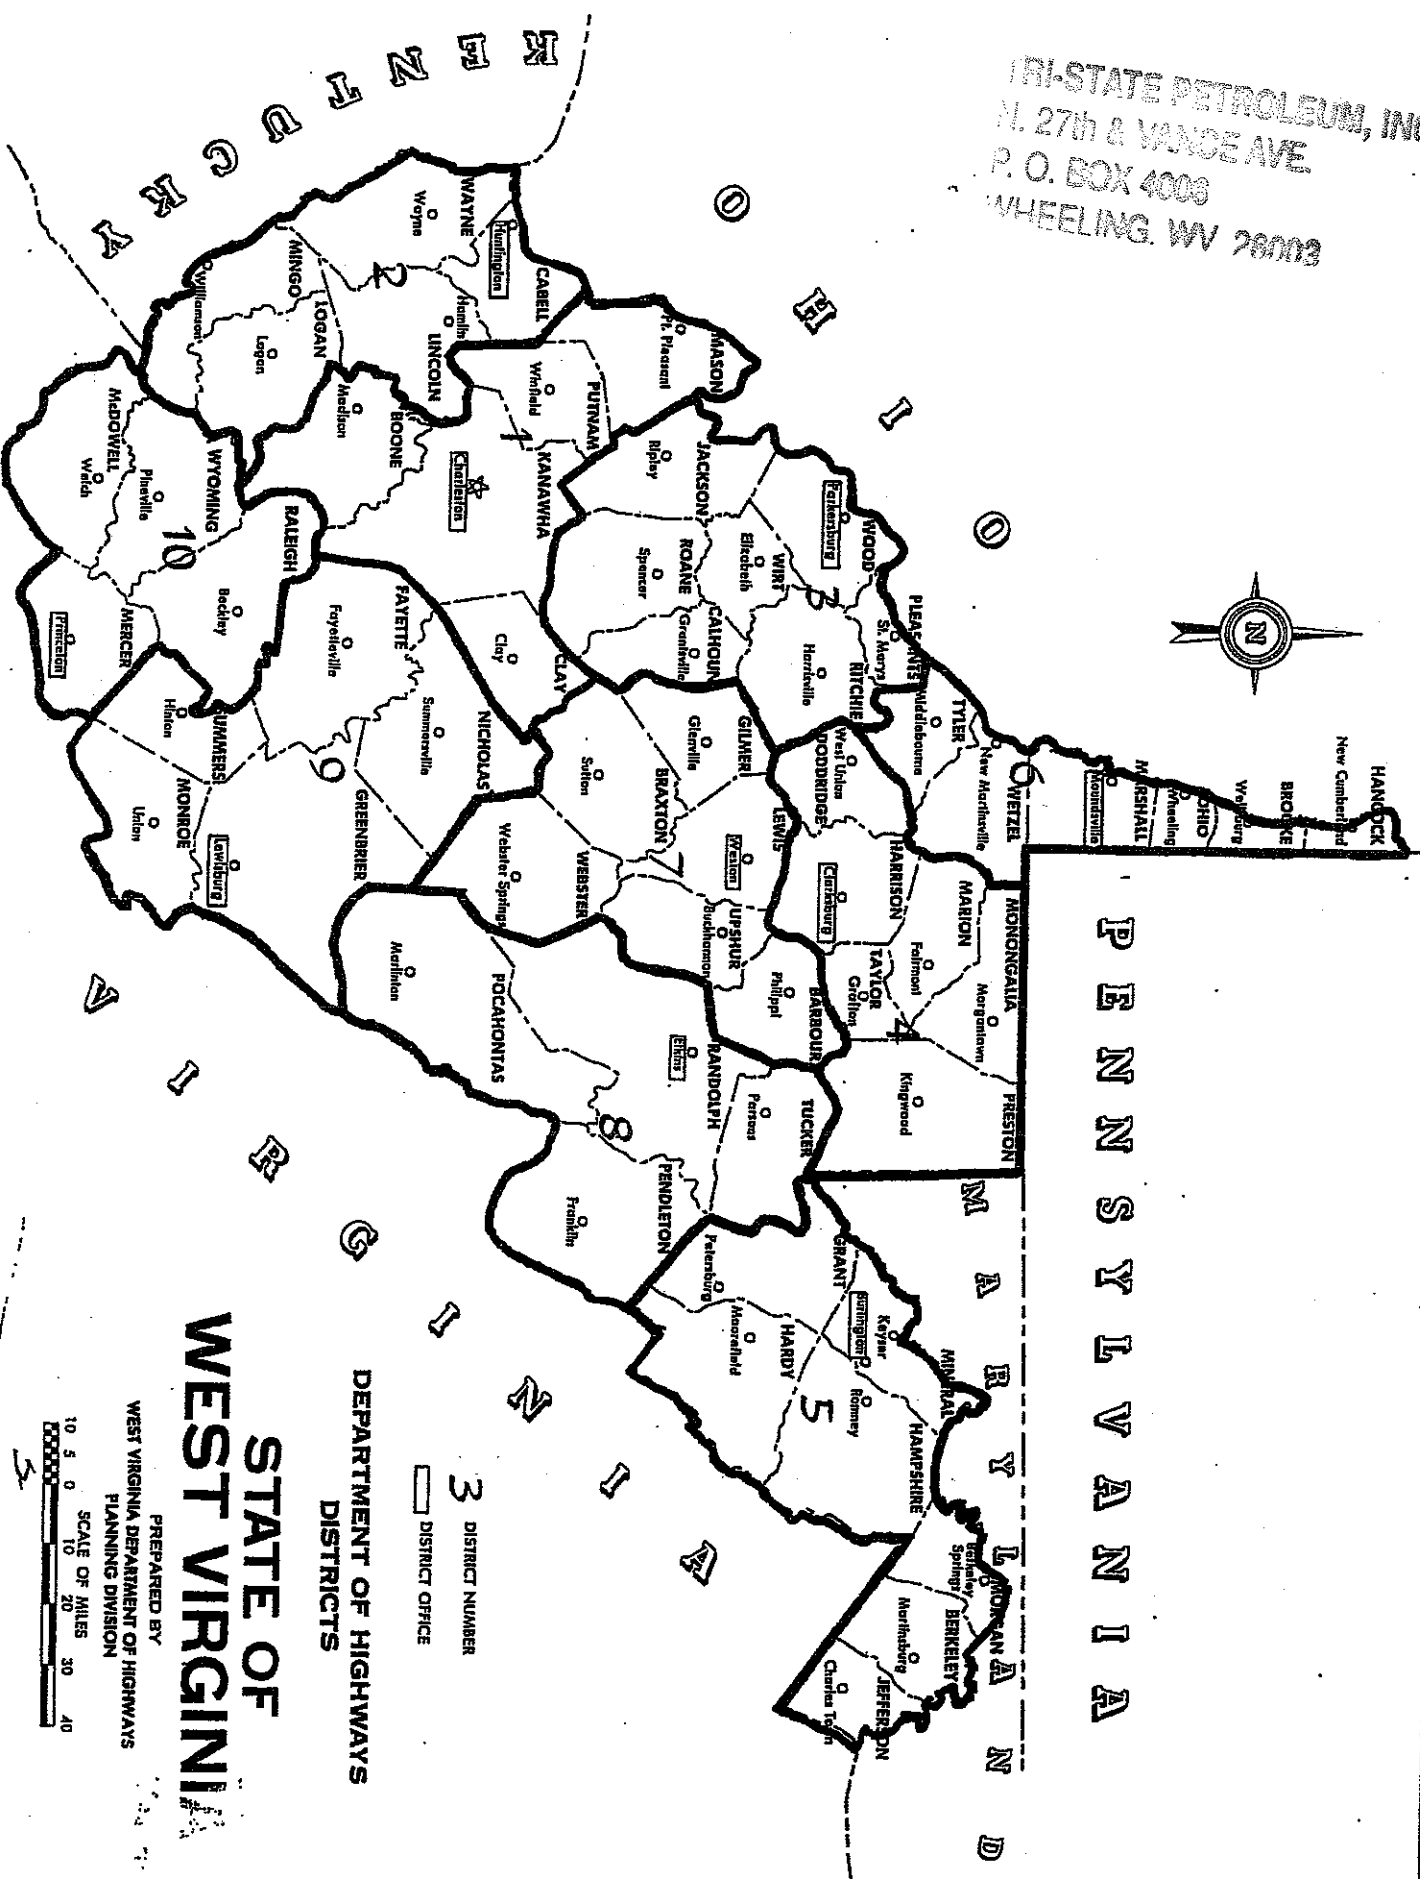 TRI-STATE PETROLEUM, INC
N. 27th & VANCE AVE.
P. O. BOX 4006
WHEELING, WV 26003
KENTUCKY
OHIO
PENNSYLVANIA
MARYLAND
VIRGINIA
N
HANCOCK
New Cumberland
BROOKE
Wellsburg
OHIO
Wheeling
MARSHALL
Moundsville
6
WETZEL
New Martinsville
TYLER
Middlebourne
PLEASANTS
St. Marys
WOOD
Parkersburg
3
RITCHIE
Harrisville
WIRT
Elizabeth
CALHOUN
Grantsville
ROANE
Spencer
JACKSON
Ripley
MASON
Pt. Pleasant
PUTNAM
Winfield
1
KANAWHA
Charleston
BOONE
Madison
CLAY
Clay
CABELL
Huntington
WAYNE
Wayne
2
LINCOLN
Hamlin
LOGAN
Logan
MINGO
Williamson
McDOWELL
Welch
WYOMING
Pineville
10
RALEIGH
Beckley
MERCER
Princeton
SUMMERS
Hinton
MONROE
Union
GREENBRIER
Lewisburg
9
FAYETTE
Fayetteville
NICHOLAS
Summersville
WEBSTER
Webster Springs
BRAXTON
Sutton
GILMER
Glenville
7
LEWIS
Weston
UPSHUR
Buckhannon
BARBOUR
Philippi
DODDRIDGE
West Union
HARRISON
Clarksburg
MARION
Fairmont
TAYLOR
Grafton
4
MONONGALIA
Morgantown
PRESTON
Kingwood
TUCKER
Parsons
RANDOLPH
Elkins
8
POCAHONTAS
Marlinton
PENDLETON
Franklin
GRANT
Petersburg
HARDY
Moorefield
5
MINERAL
Keyser
Burlington
HAMPSHIRE
Romney
MORGAN
Berkeley
Springs
BERKELEY
Martinsburg
JEFFERSON
Charles Town
3 DISTRICT NUMBER
DISTRICT OFFICE
DEPARTMENT OF HIGHWAYS
DISTRICTS
STATE OF
WEST VIRGINIA
PREPARED BY
WEST VIRGINIA DEPARTMENT OF HIGHWAYS
PLANNING DIVISION
SCALE OF MILES
10 5 0 10 20 30 40